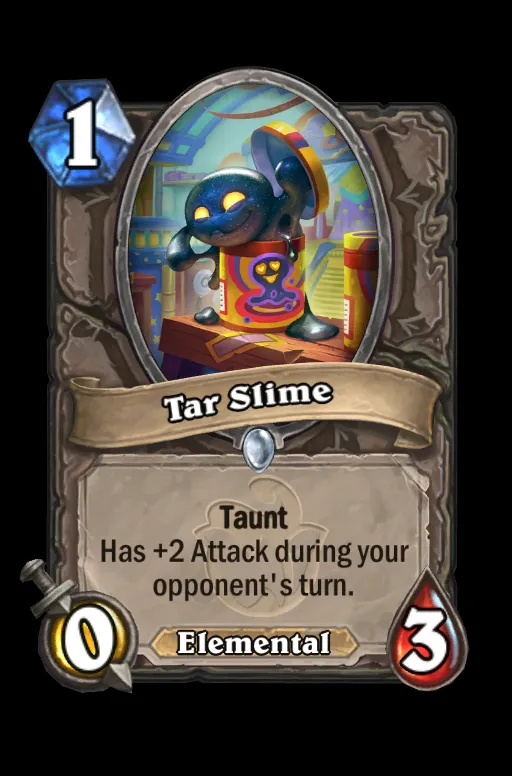 1
Tar Slime
Taunt
Has +2 Attack during your
opponent's turn.
0
Elemental
3